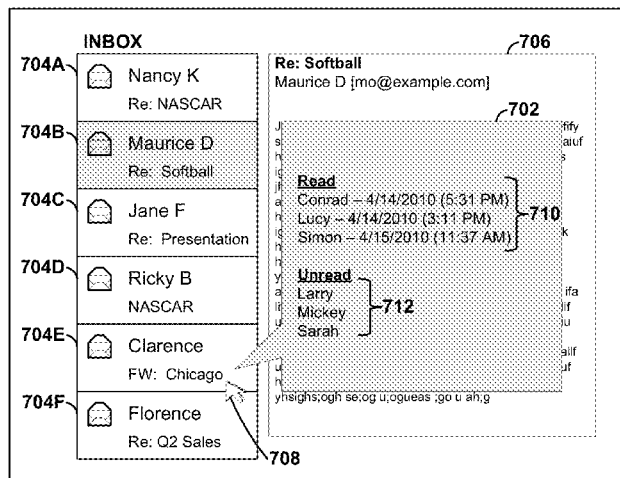 INBOX
704A
Nancy K
Re: NASCAR
704B
Maurice D
Re: Softball
704C
Jane F
Re: Presentation
704D
Ricky B
NASCAR
704E
Clarence
FW: Chicago
704F
Florence
Re: Q2 Sales
708
706
Re: Softball
Maurice D [mo@example.com]
702
Read
Conrad – 4/14/2010 (5:31 PM)
Lucy – 4/14/2010 (3:11 PM)
Simon – 4/15/2010 (11:37 AM)
710
Unread
Larry
Mickey
Sarah
712